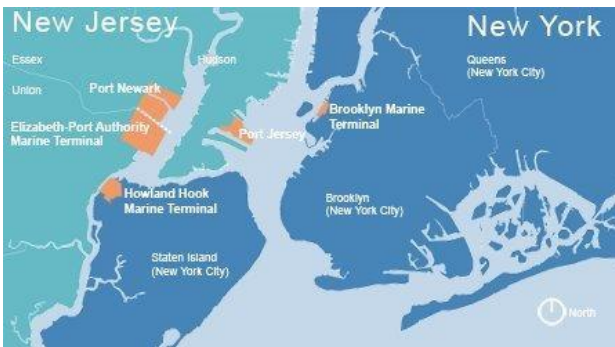 New Jersey
New York
Essex
Hudson
Queens
(New York City)
Union
Port Newark
Elizabeth-Port Authority
Marine Terminal
Port Jersey
Brooklyn Marine
Terminal
Howland Hook
Marine Terminal
Brooklyn
(New York City)
Staten Island
(New York City)
North